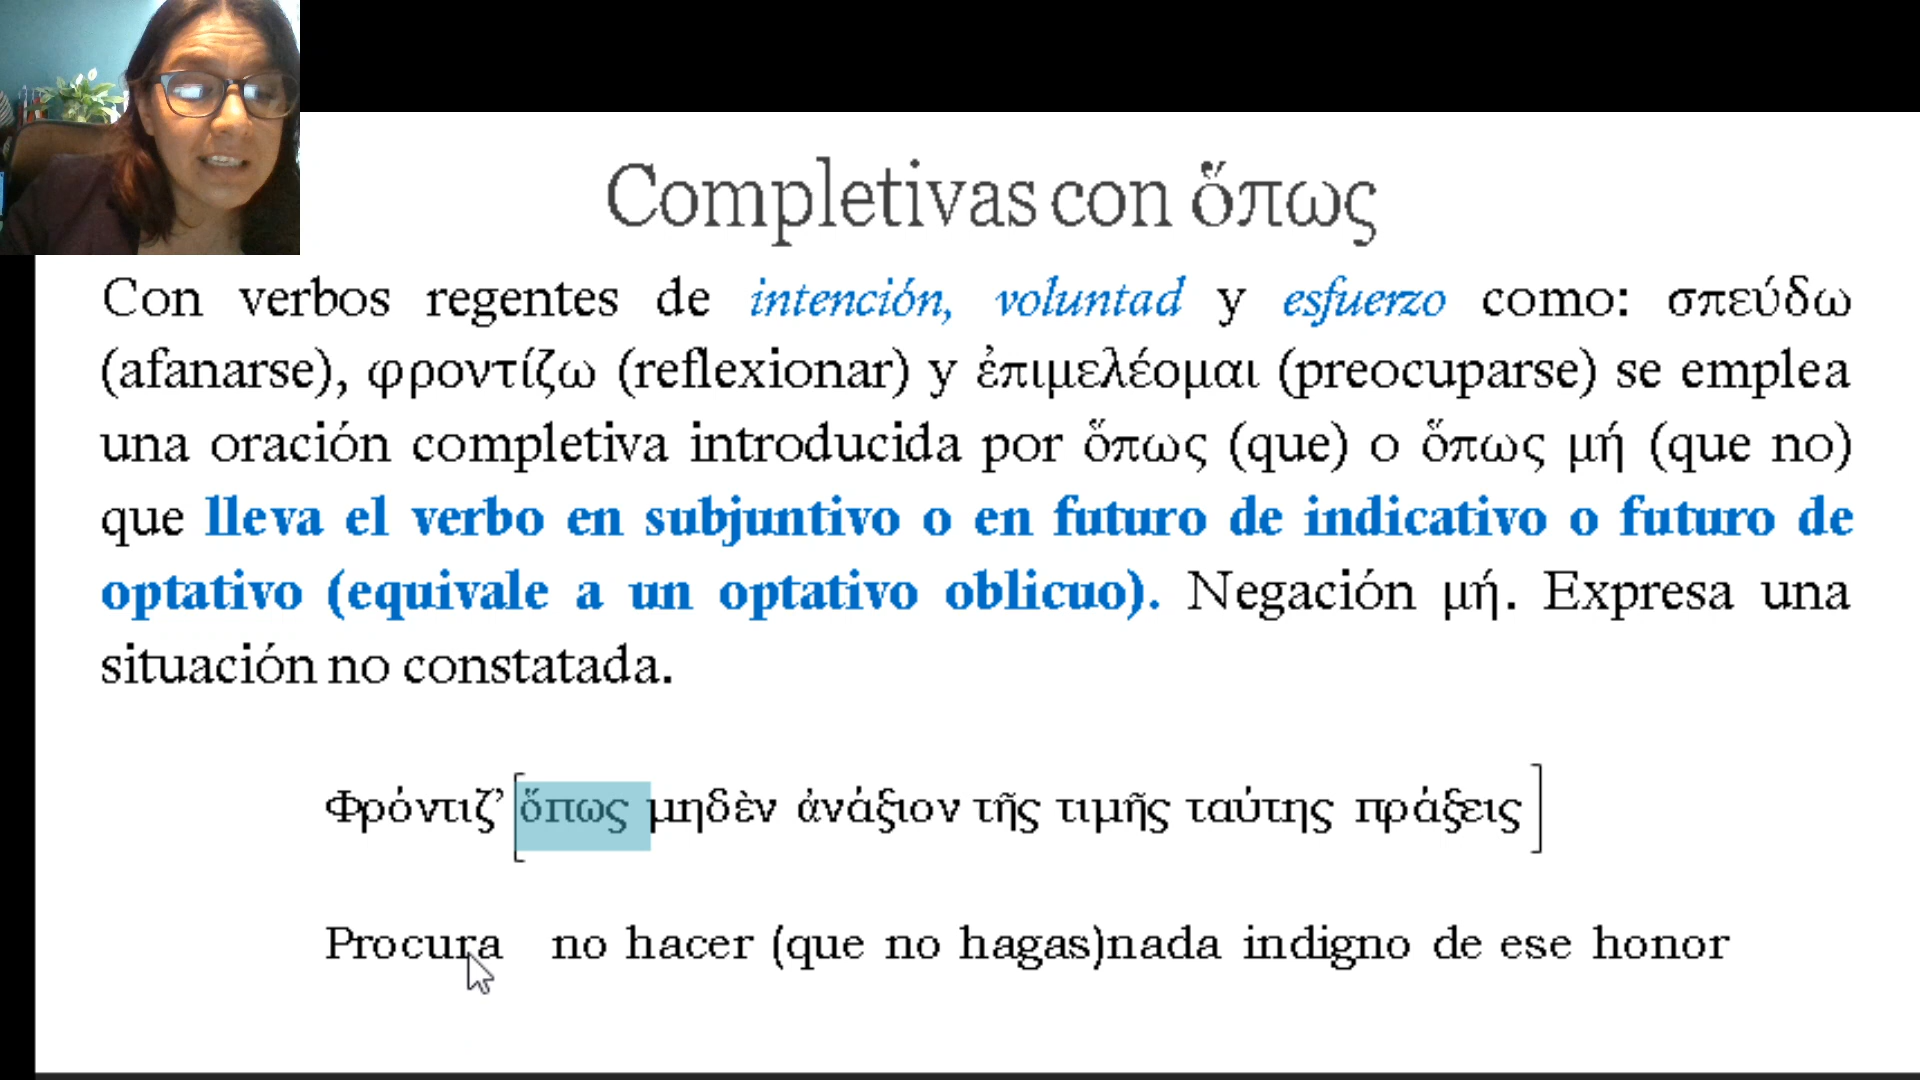 Completivas con ὅπως
Con verbos regentes de intención, voluntad y esfuerzo como: σπεύδω
(afanarse), φροντίζω (reflexionar) y ἐπιμελέομαι (preocuparse) se emplea
una oración completiva introducida por ὅπως (que) o ὅπως μή (que no)
que lleva el verbo en subjuntivo o en futuro de indicativo o futuro de
optativo (equivale a un optativo oblicuo). Negación μή. Expresa una
situación no constatada.
Φρόντιζ’ [ὅπως μηδὲν ἀνάξιον τῆς τιμῆς ταύτης πράξεις]
Procura no hacer (que no hagas)nada indigno de ese honor